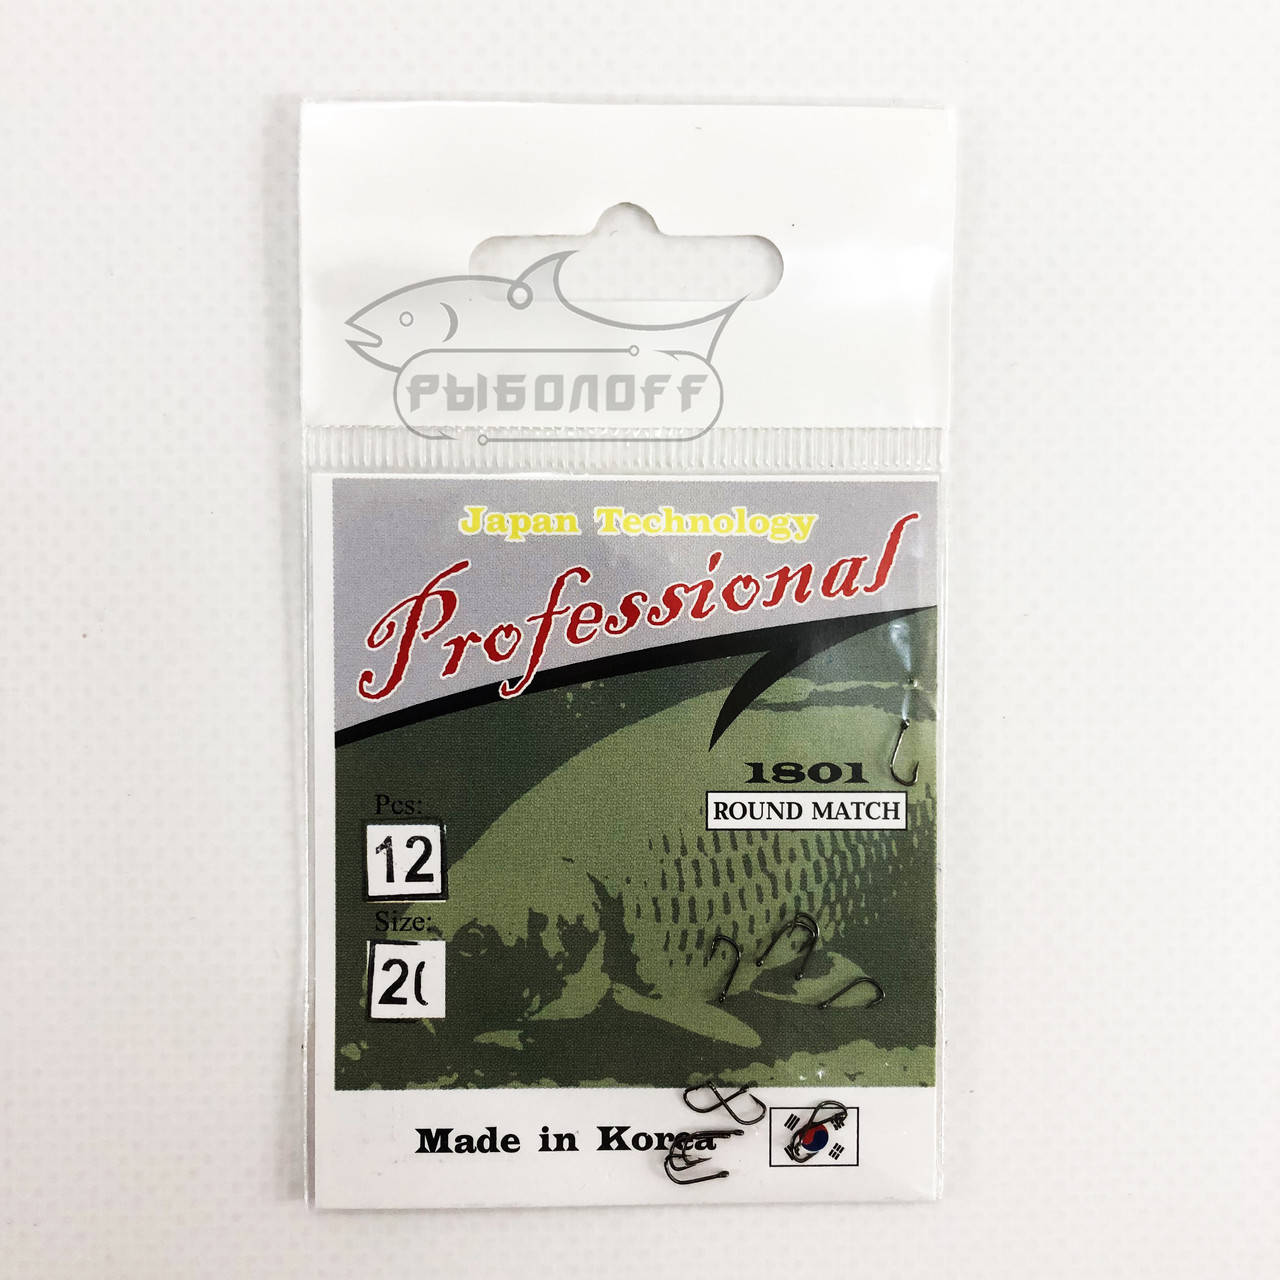 РЫБОЛОFF
Japan Technology
Professional
1801
ROUND MATCH
Pcs:
12
Size:
Made in Korea